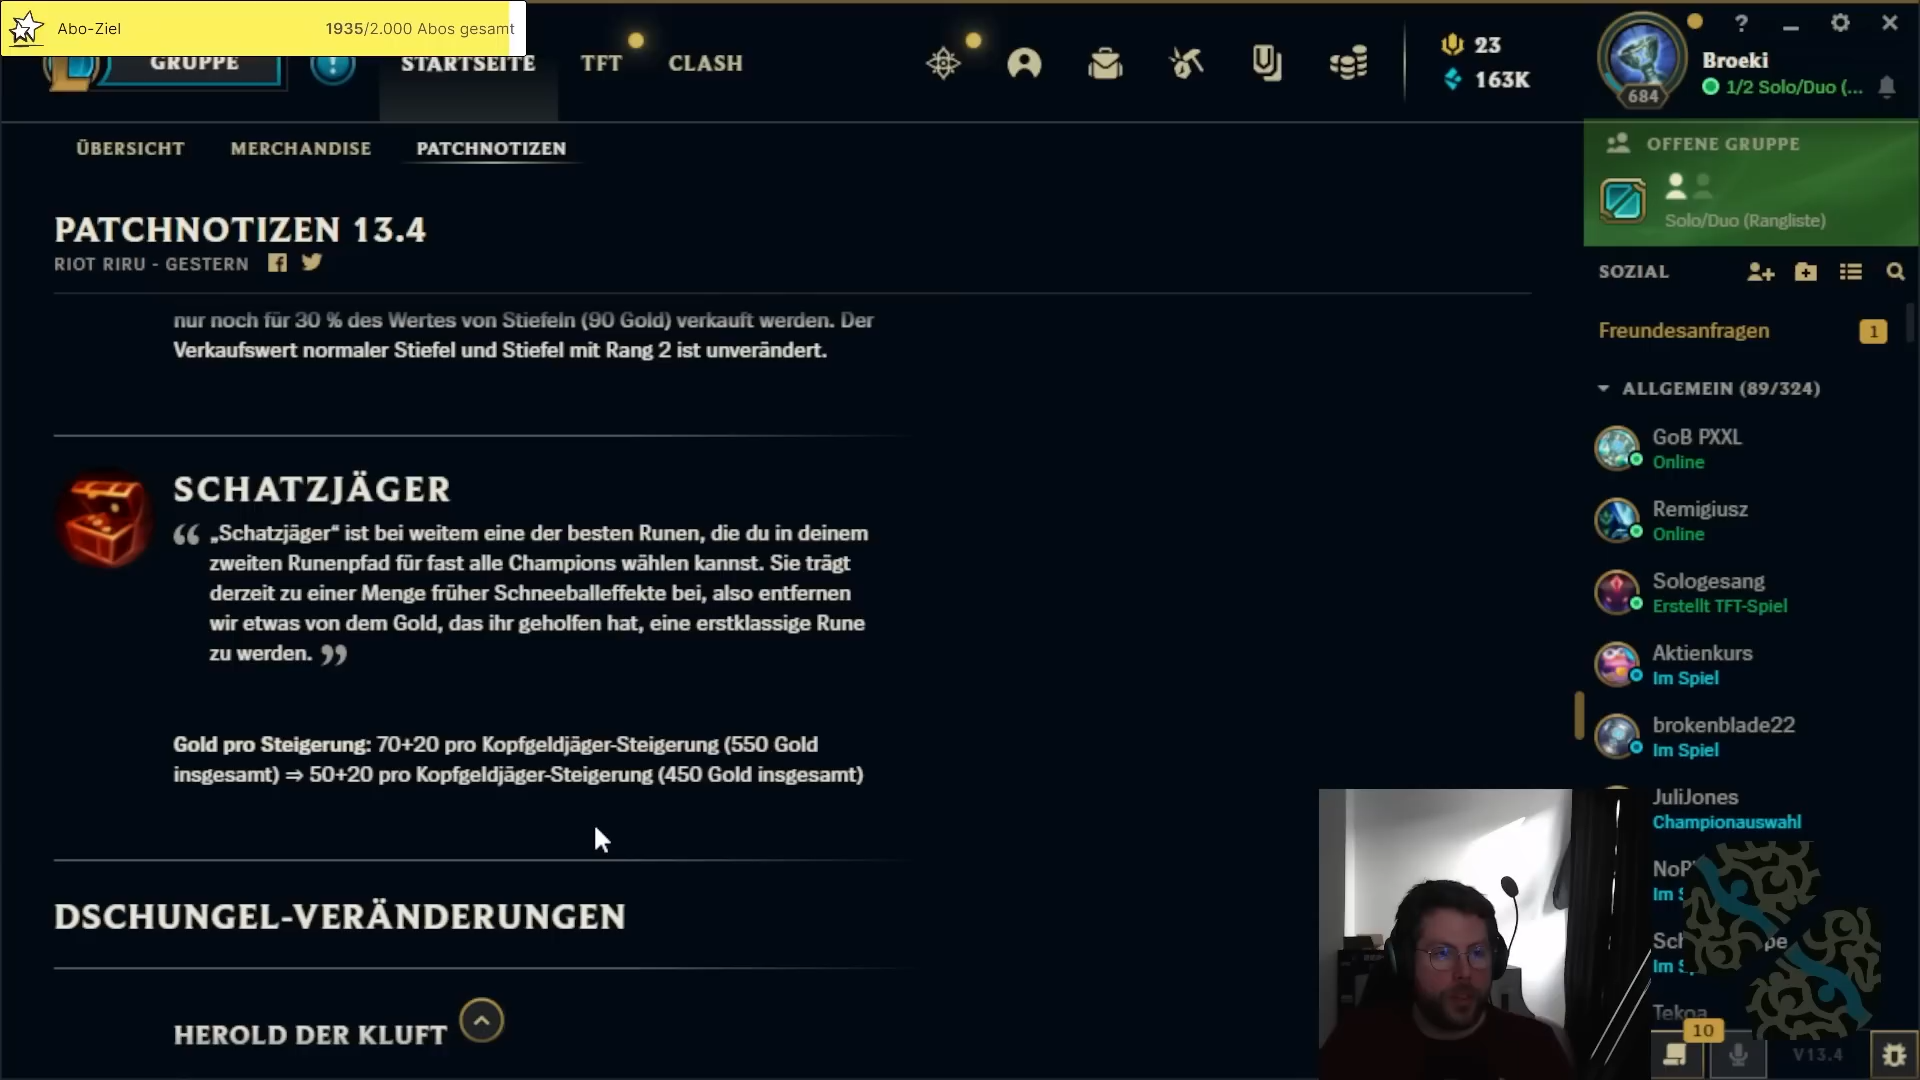 Abo-Ziel
1935/2.000 Abos gesamt
GRUPPE
STARTSEITE
TFT
CLASH
23
163K
684
Broeki
1/2 Solo/Duo (...
ÜBERSICHT
MERCHANDISE
PATCHNOTIZEN
OFFENE GRUPPE
Solo/Duo (Rangliste)
PATCHNOTIZEN 13.4
RIOT RIRU - GESTERN
SOZIAL
Freundesanfragen
1
ALLGEMEIN (89/324)
nur noch für 30 % des Wertes von Stiefeln (90 Gold) verkauft werden. Der
Verkaufswert normaler Stiefel und Stiefel mit Rang 2 ist unverändert.
SCHATZJÄGER
„Schatzjäger“ ist bei weitem eine der besten Runen, die du in deinem
zweiten Runenpfad für fast alle Champions wählen kannst. Sie trägt
derzeit zu einer Menge früher Schneeballeffekte bei, also entfernen
wir etwas von dem Gold, das ihr geholfen hat, eine erstklassige Rune
zu werden.
Gold pro Steigerung: 70+20 pro Kopfgeldjäger-Steigerung (550 Gold
insgesamt) ⇒ 50+20 pro Kopfgeldjäger-Steigerung (450 Gold insgesamt)
DSCHUNGEL-VERÄNDERUNGEN
HEROLD DER KLUFT
GoB PXXL
Online
Remigiusz
Online
Sologesang
Erstellt TFT-Spiel
Aktienkurs
Im Spiel
brokenblade22
Im Spiel
JuliJones
Championauswahl
Im
Im
Tekoa
10
V13.4